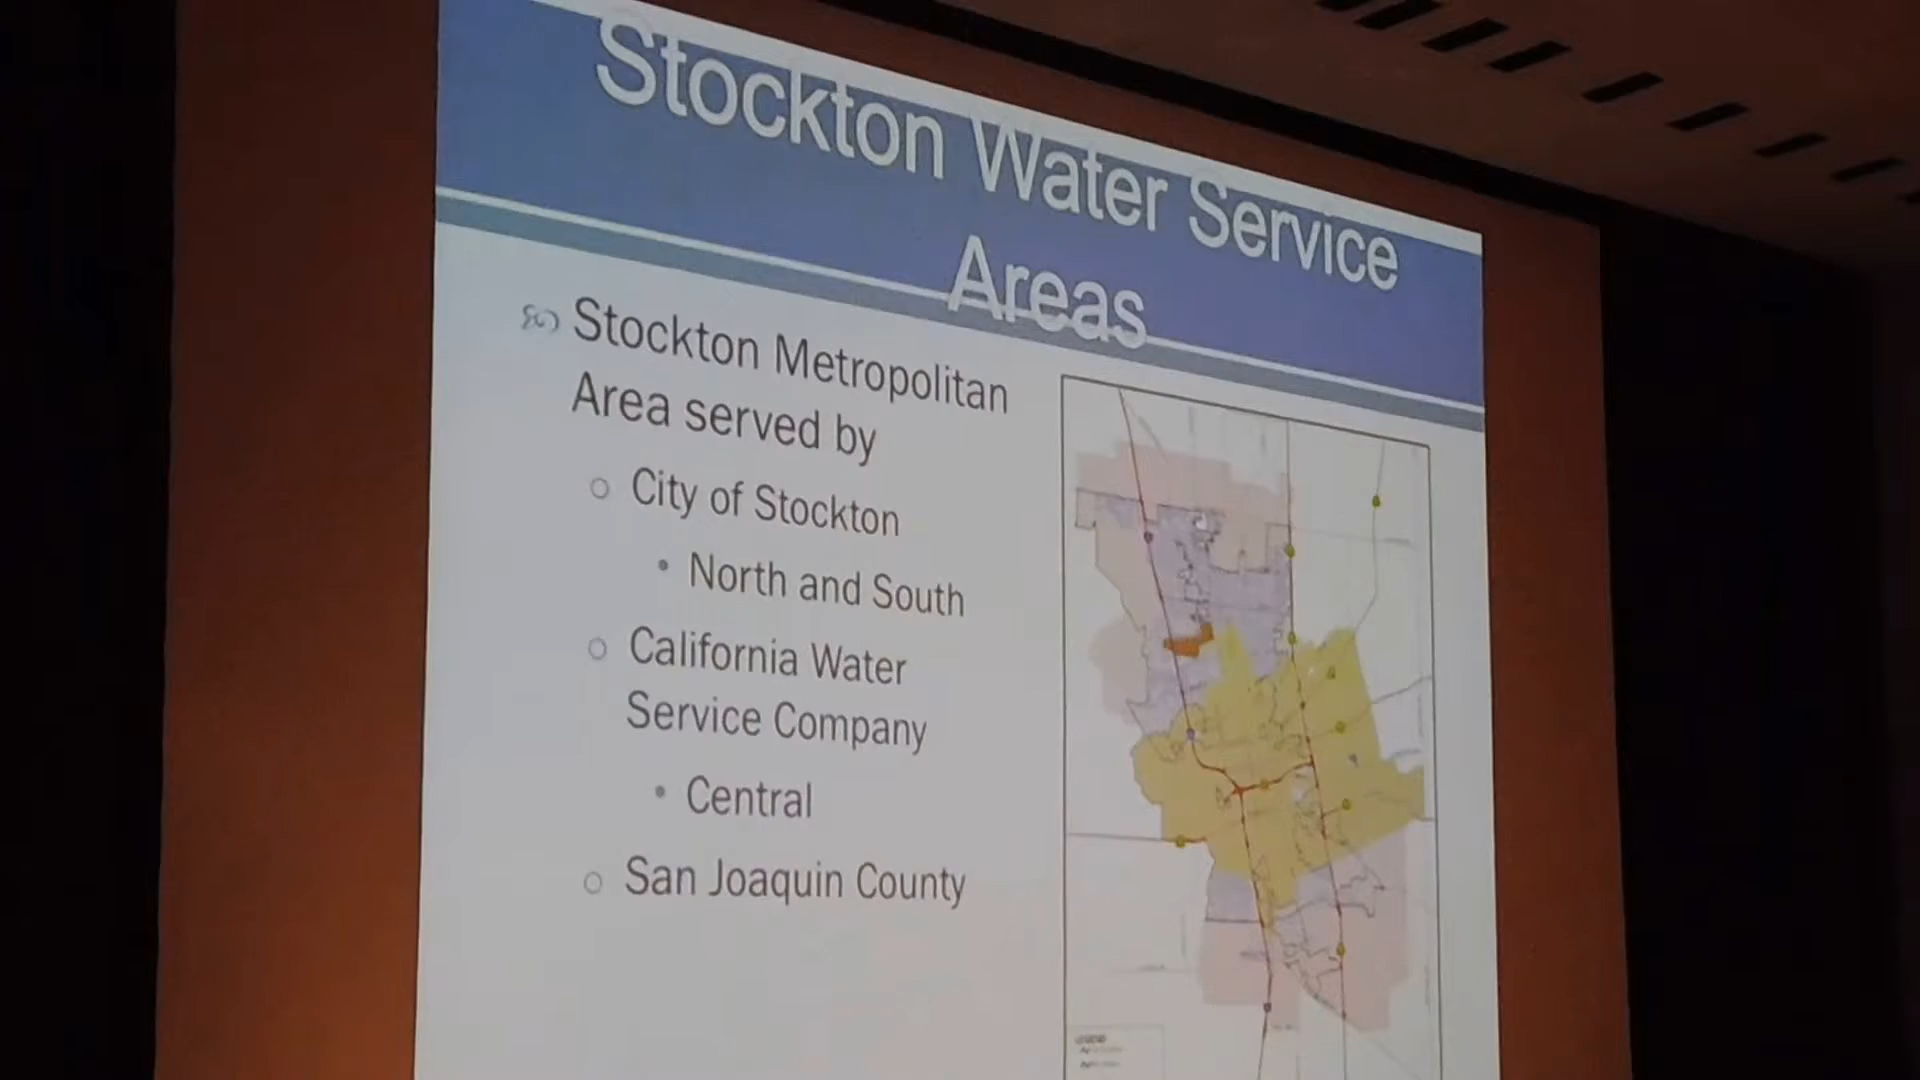 Stockton Water Service
Areas
Stockton Metropolitan
Area served by
City of Stockton
North and South
California Water
Service Company
Central
San Joaquin County